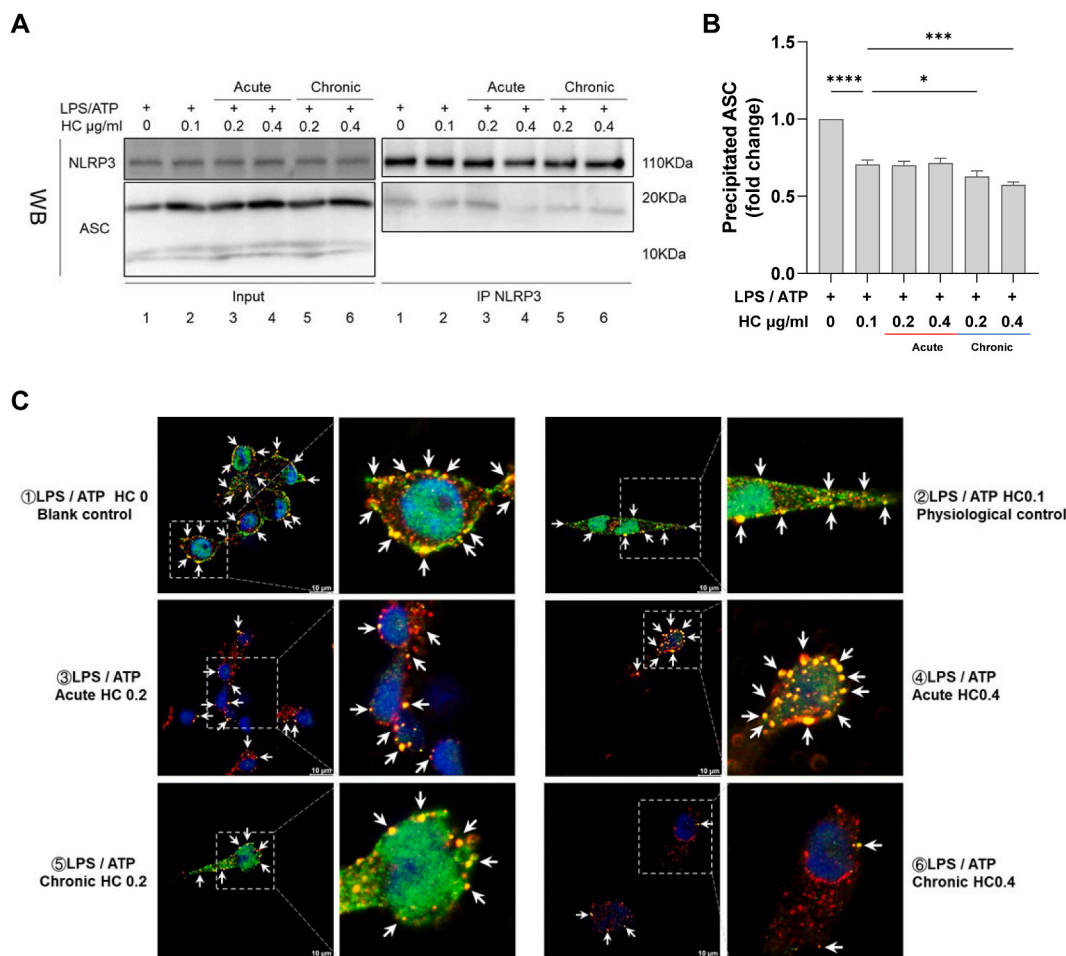 A
Acute Chronic Acute Chronic
LPS/ATP + + + + + + + + + + + +
HC µg/ml 0 0.1 0.2 0.4 0.2 0.4 0 0.1 0.2 0.4 0.2 0.4
WB
NLRP3 110KDa
20KDa
ASC
10KDa
Input IP NLRP3
1 2 3 4 5 6 1 2 3 4 5 6
B
Precipitated ASC
(fold change)
1.5
1.0
0.5
0.0
****
*
***
LPS / ATP + + + + + +
HC µg/ml 0 0.1 0.2 0.4 0.2 0.4
Acute Chronic
C
①LPS / ATP HC 0
Blank control
10 µm
②LPS / ATP HC0.1
Physiological control
10 µm
③LPS / ATP
Acute HC 0.2
10 µm
④LPS / ATP
Acute HC0.4
10 µm
⑤LPS / ATP
Chronic HC 0.2
10 µm
⑥LPS / ATP
Chronic HC0.4
10 µm